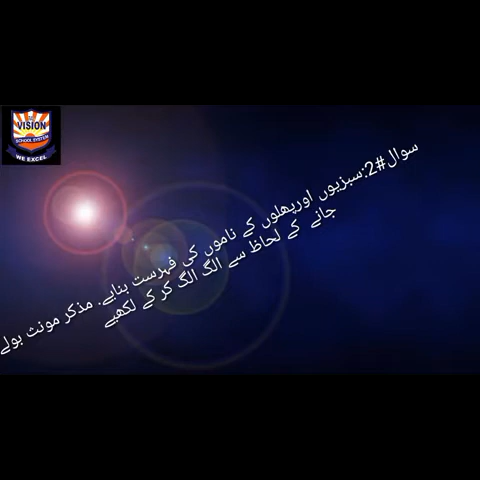 VISION
SCHOOL SYSTEM
WE EXCEL
سوال#2:سبزیوں اورپھلوں کے ناموں کی فہرست بنایے. مذکر مونث بولے
جانے کے لحاظ سے الگ الگ کر کے لکھیے